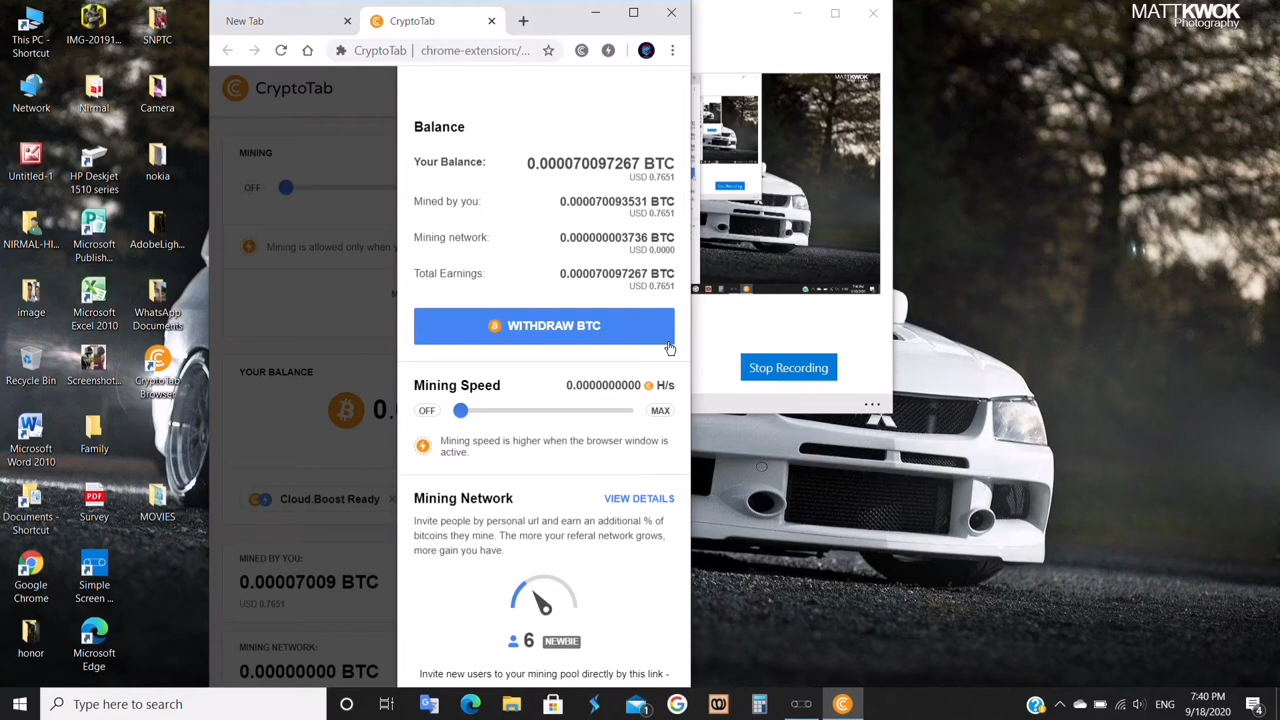 This PC - Shortcut
IMG-20191...
SNPTC
Network
Nirmal
Camera
Untitled-1
HP Deskjet 1510 series
nokia
NIRMAL-HI...
Microsoft Publish...
AdobeLigh...
image
Microsoft Excel 2010
WhatsApp Documents
Recycle Bin
Screenshot...
CryptoTab Browser
Microsoft Word 2010
Family
Documents - Shortcut
Survey
MOVIES
Google Chrome
Simple Screen ...
honor
Microsoft Edge
New Tab
CryptoTab
CryptoTab | chrome-extension:/...
CryptoTab
MINING
OFF
Mining is allowed only when y
M
YOUR BALANCE
0.
Cloud.Boost Ready
MINED BY YOU:
0.00007009 BTC
USD 0.7651
MINING NETWORK:
0.00000000 BTC
Balance
Your Balance: 0.000070097267 BTC
USD 0.7651
Mined by you: 0.000070093531 BTC
USD 0.7651
Mining network: 0.000000003736 BTC
USD 0.0000
Total Earnings: 0.000070097267 BTC
USD 0.7651
WITHDRAW BTC
Mining Speed 0.0000000000 H/s
OFF MAX
Mining speed is higher when the browser window is
active.
Mining Network VIEW DETAILS
Invite people by personal url and earn an additional % of
bitcoins they mine. The more your referal network grows,
more gain you have.
6 NEWBIE
Invite new users to your mining pool directly by this link -
Stop Recording
MATTKWOK
Photography
Type here to search
ENG
7:40 PM
9/18/2020